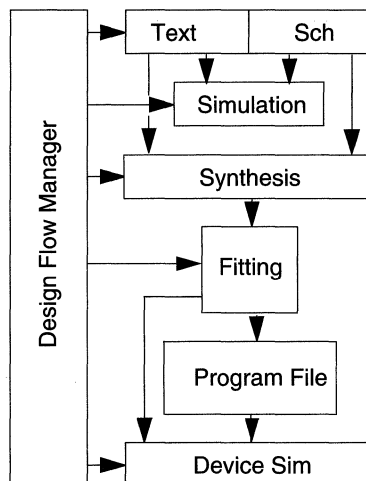 Text
Sch
Simulation
Synthesis
Design Flow Manager
Fitting
Program File
Device Sim